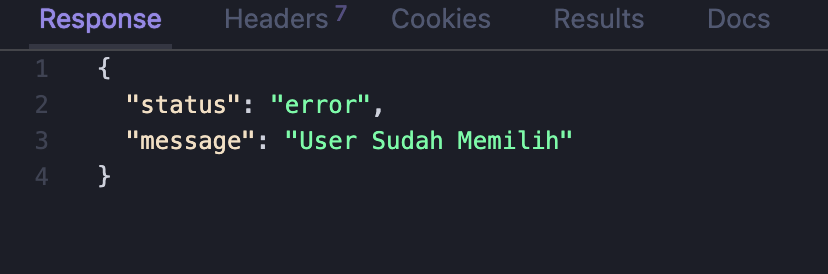 Response Headers 7 Cookies Results Docs
1 {
2 "status": "error",
3 "message": "User Sudah Memilih"
4 }